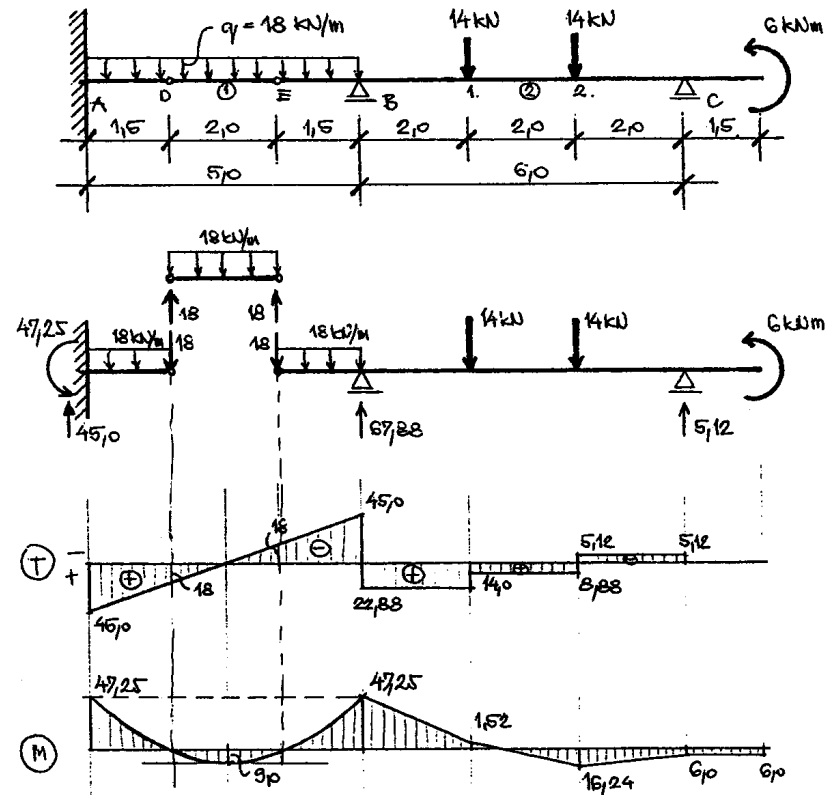 q = 18 kN/m
14 kN 14 kN 6 kNm
A D ① E B 1. ② 2. C
1,5 2,0 1,5 2,0 2,0 2,0 1,5
5,0 6,0
18 kN/m
18 18
47,25 18 kN/m 18 18 18 kN/m 14 kN 14 kN 6 kNm
45,0 67,88 5,12
45,0
18 5,12 5,12
T − + ⊕ ⊖ ⊕ ⊕ ⊖
18 14,0 8,88
45,0 22,88
47,25 47,25
1,52
M
9,0 16,24 6,0 6,0